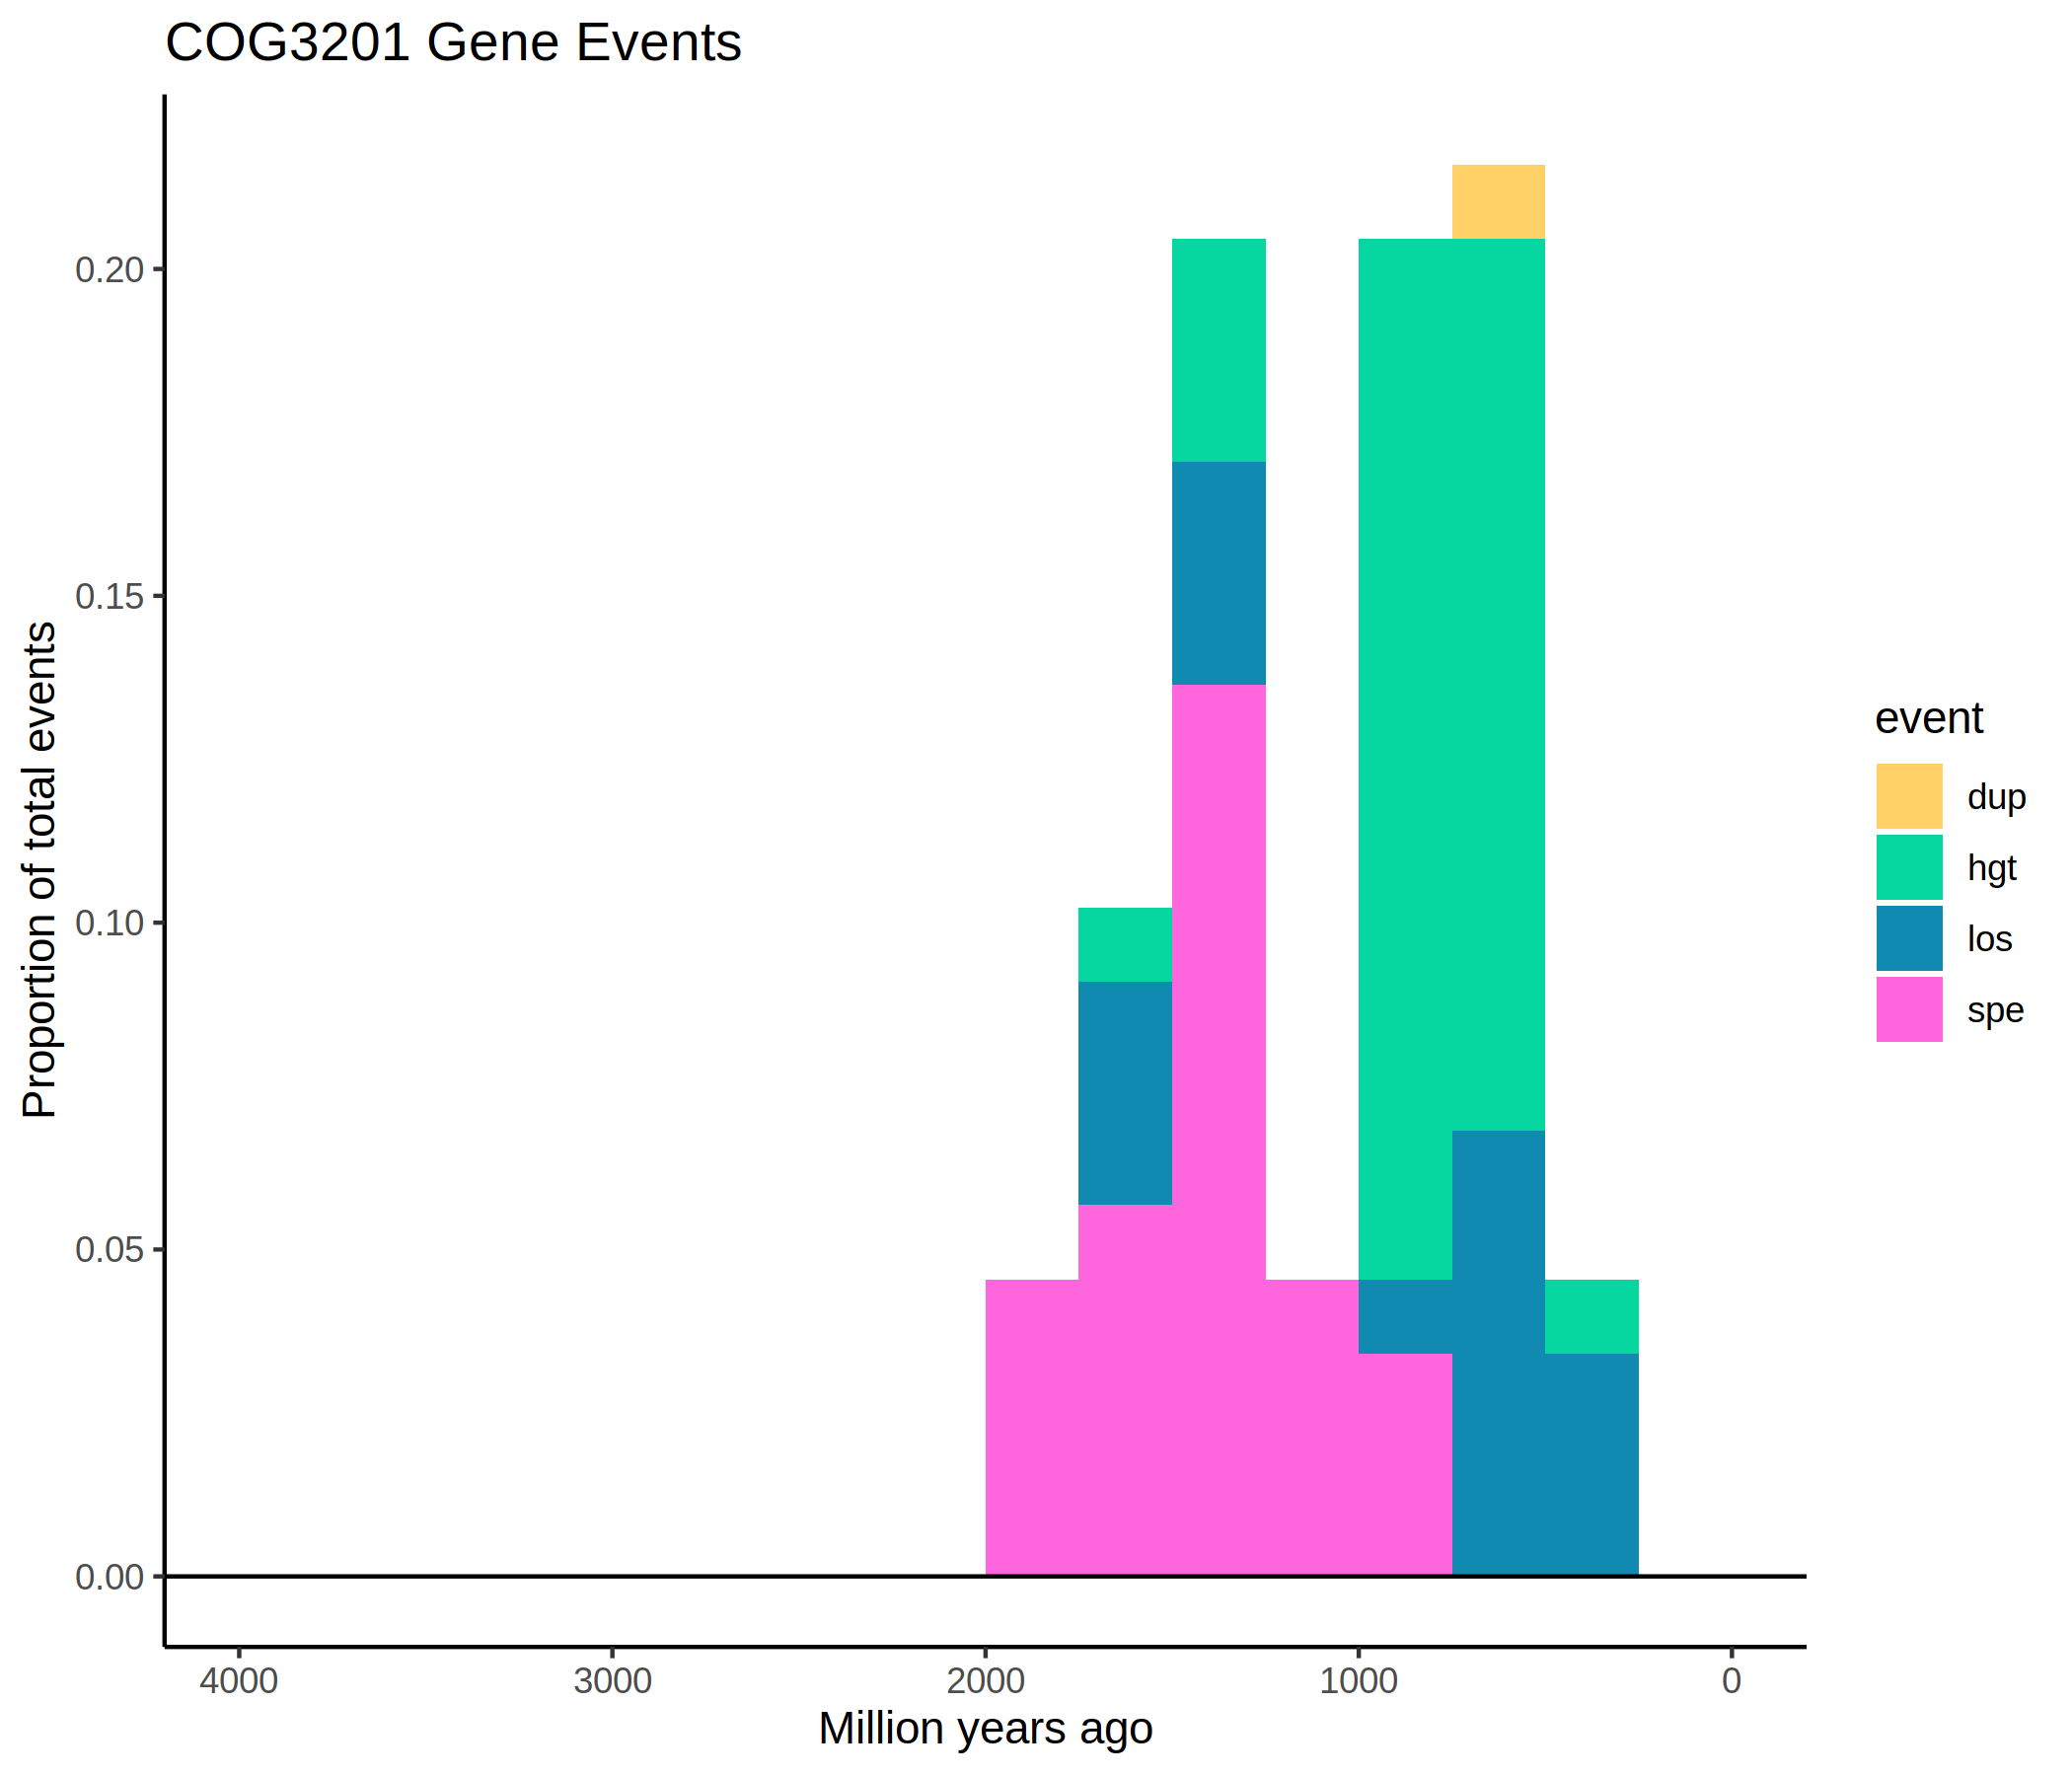 COG3201 Gene Events
Proportion of total events
0.20
0.15
0.10
0.05
0.00
4000 3000 2000 1000 0
Million years ago
event
dup
hgt
los
spe